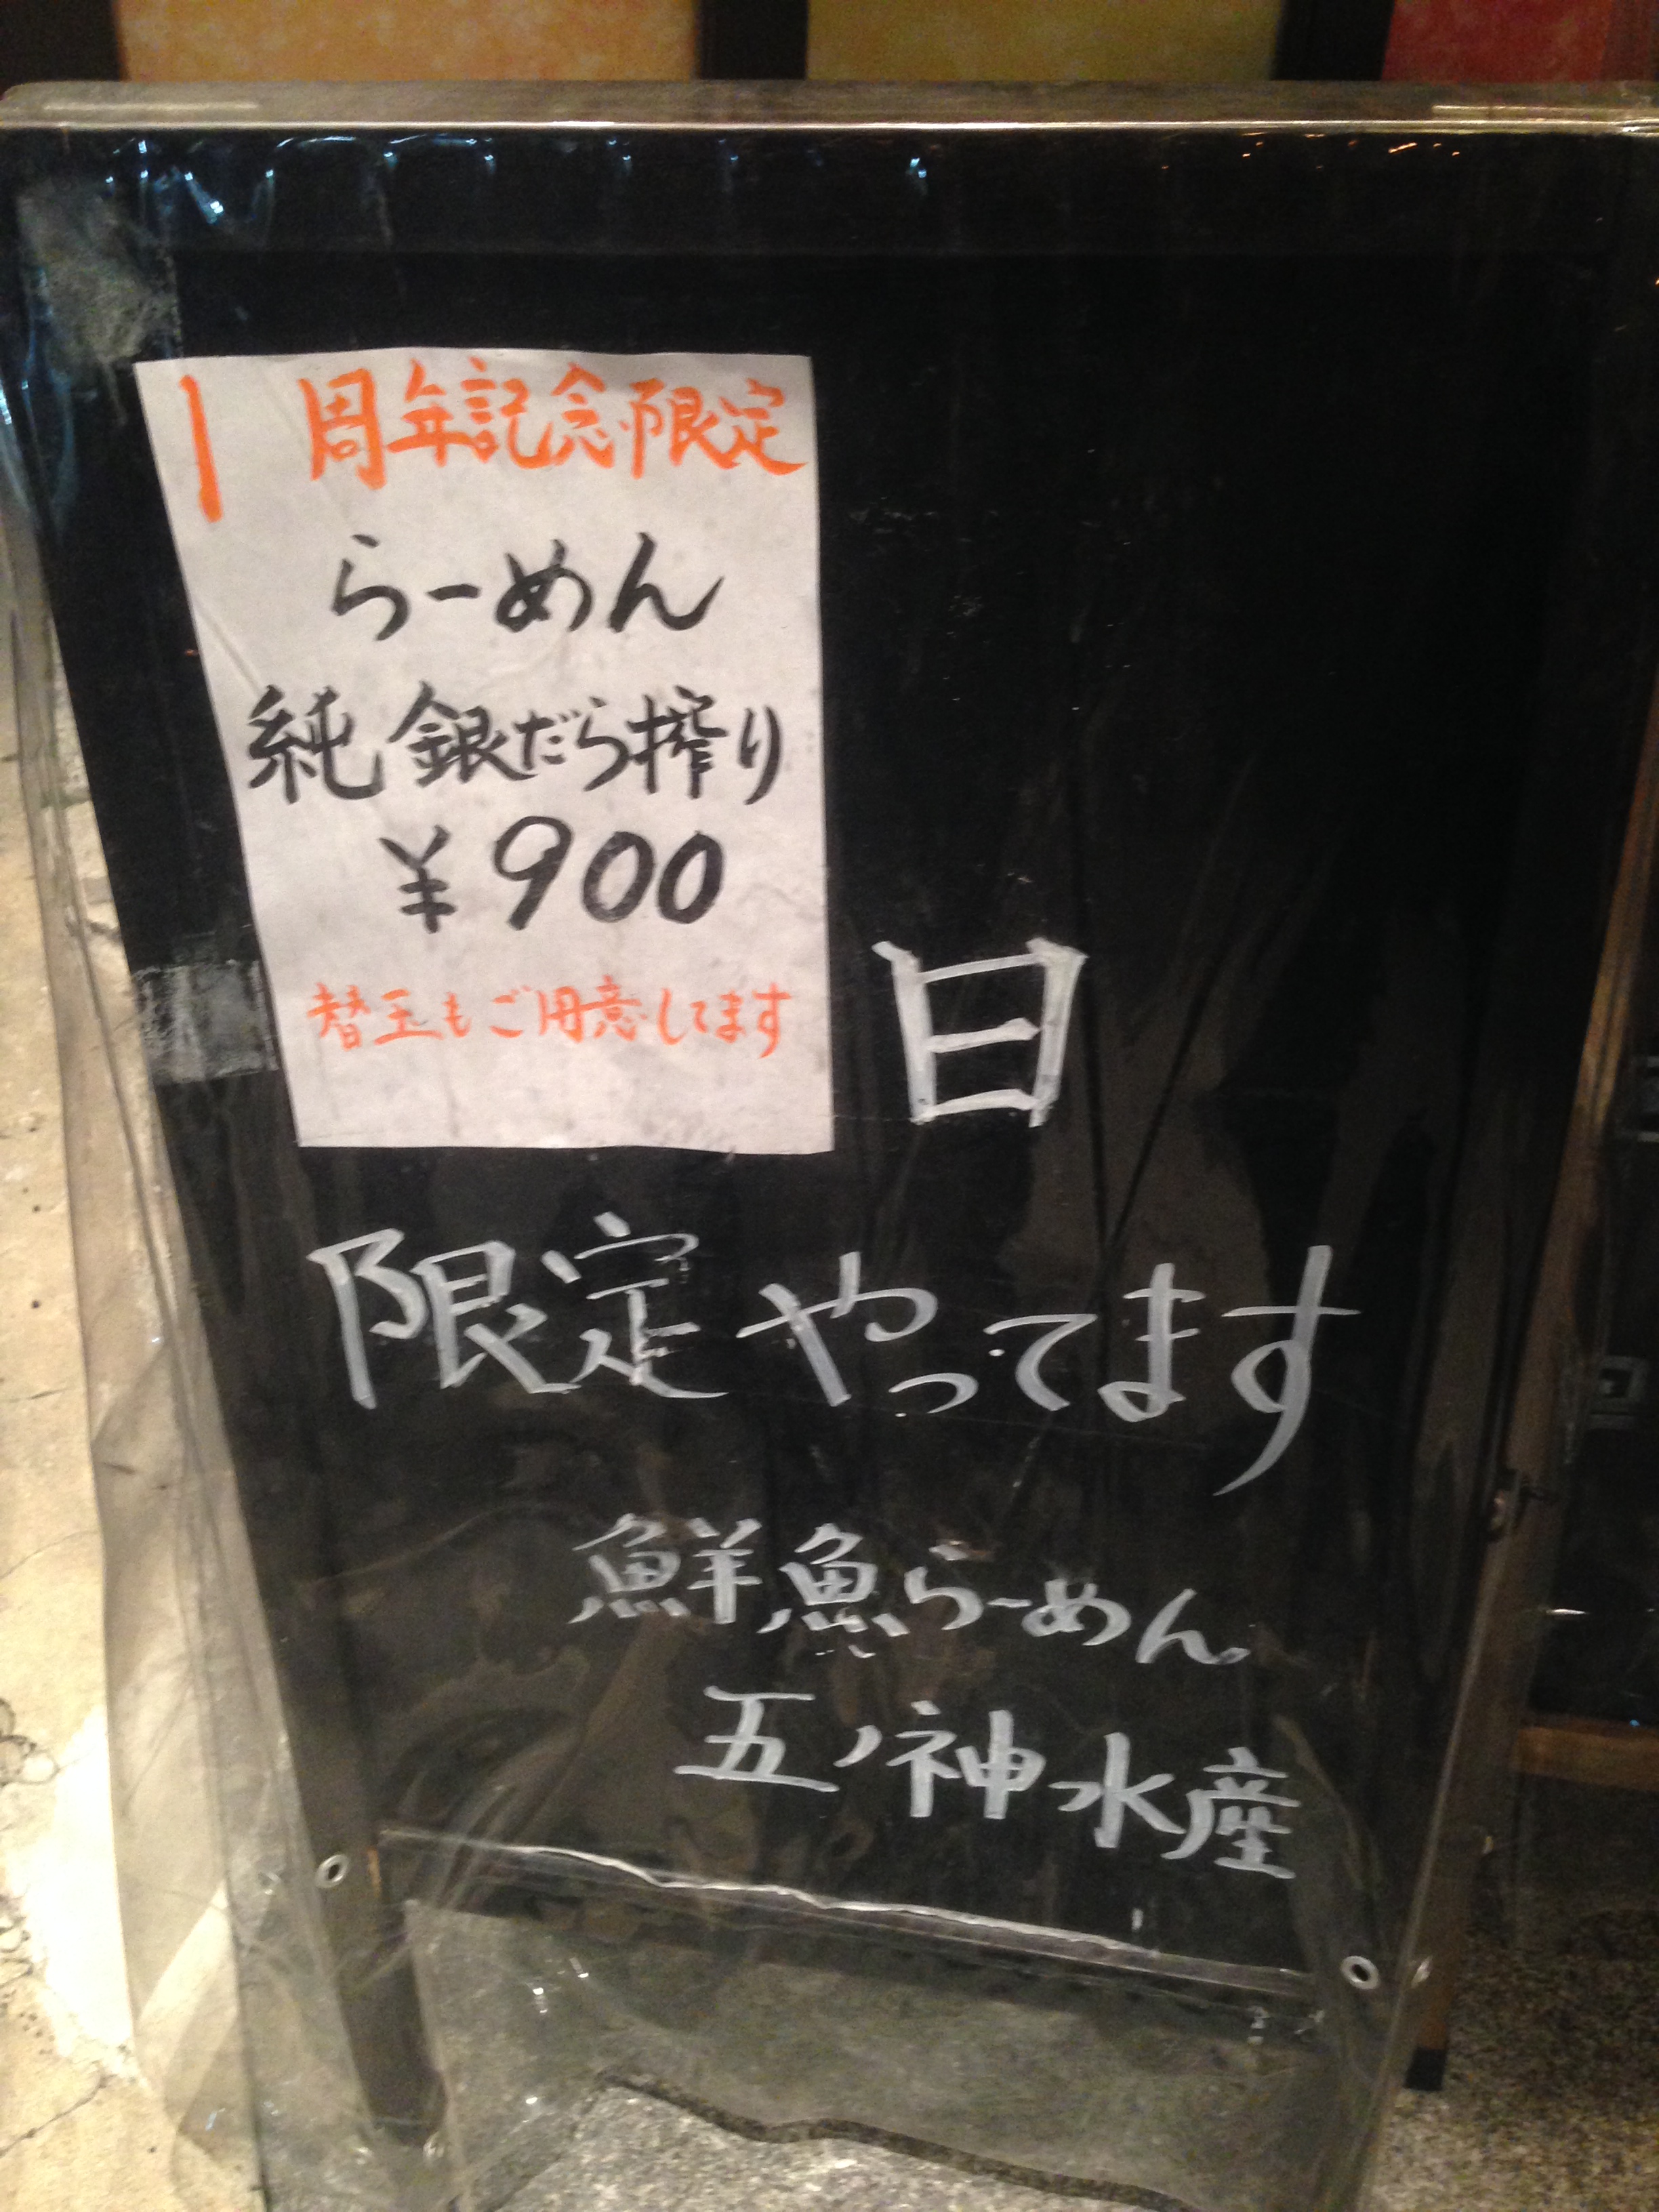 1周年記念限定
らーめん
純銀だら搾り
¥900
替玉もご用意してます
日
限定やってます
鮮魚らーめん
五ノ神水産